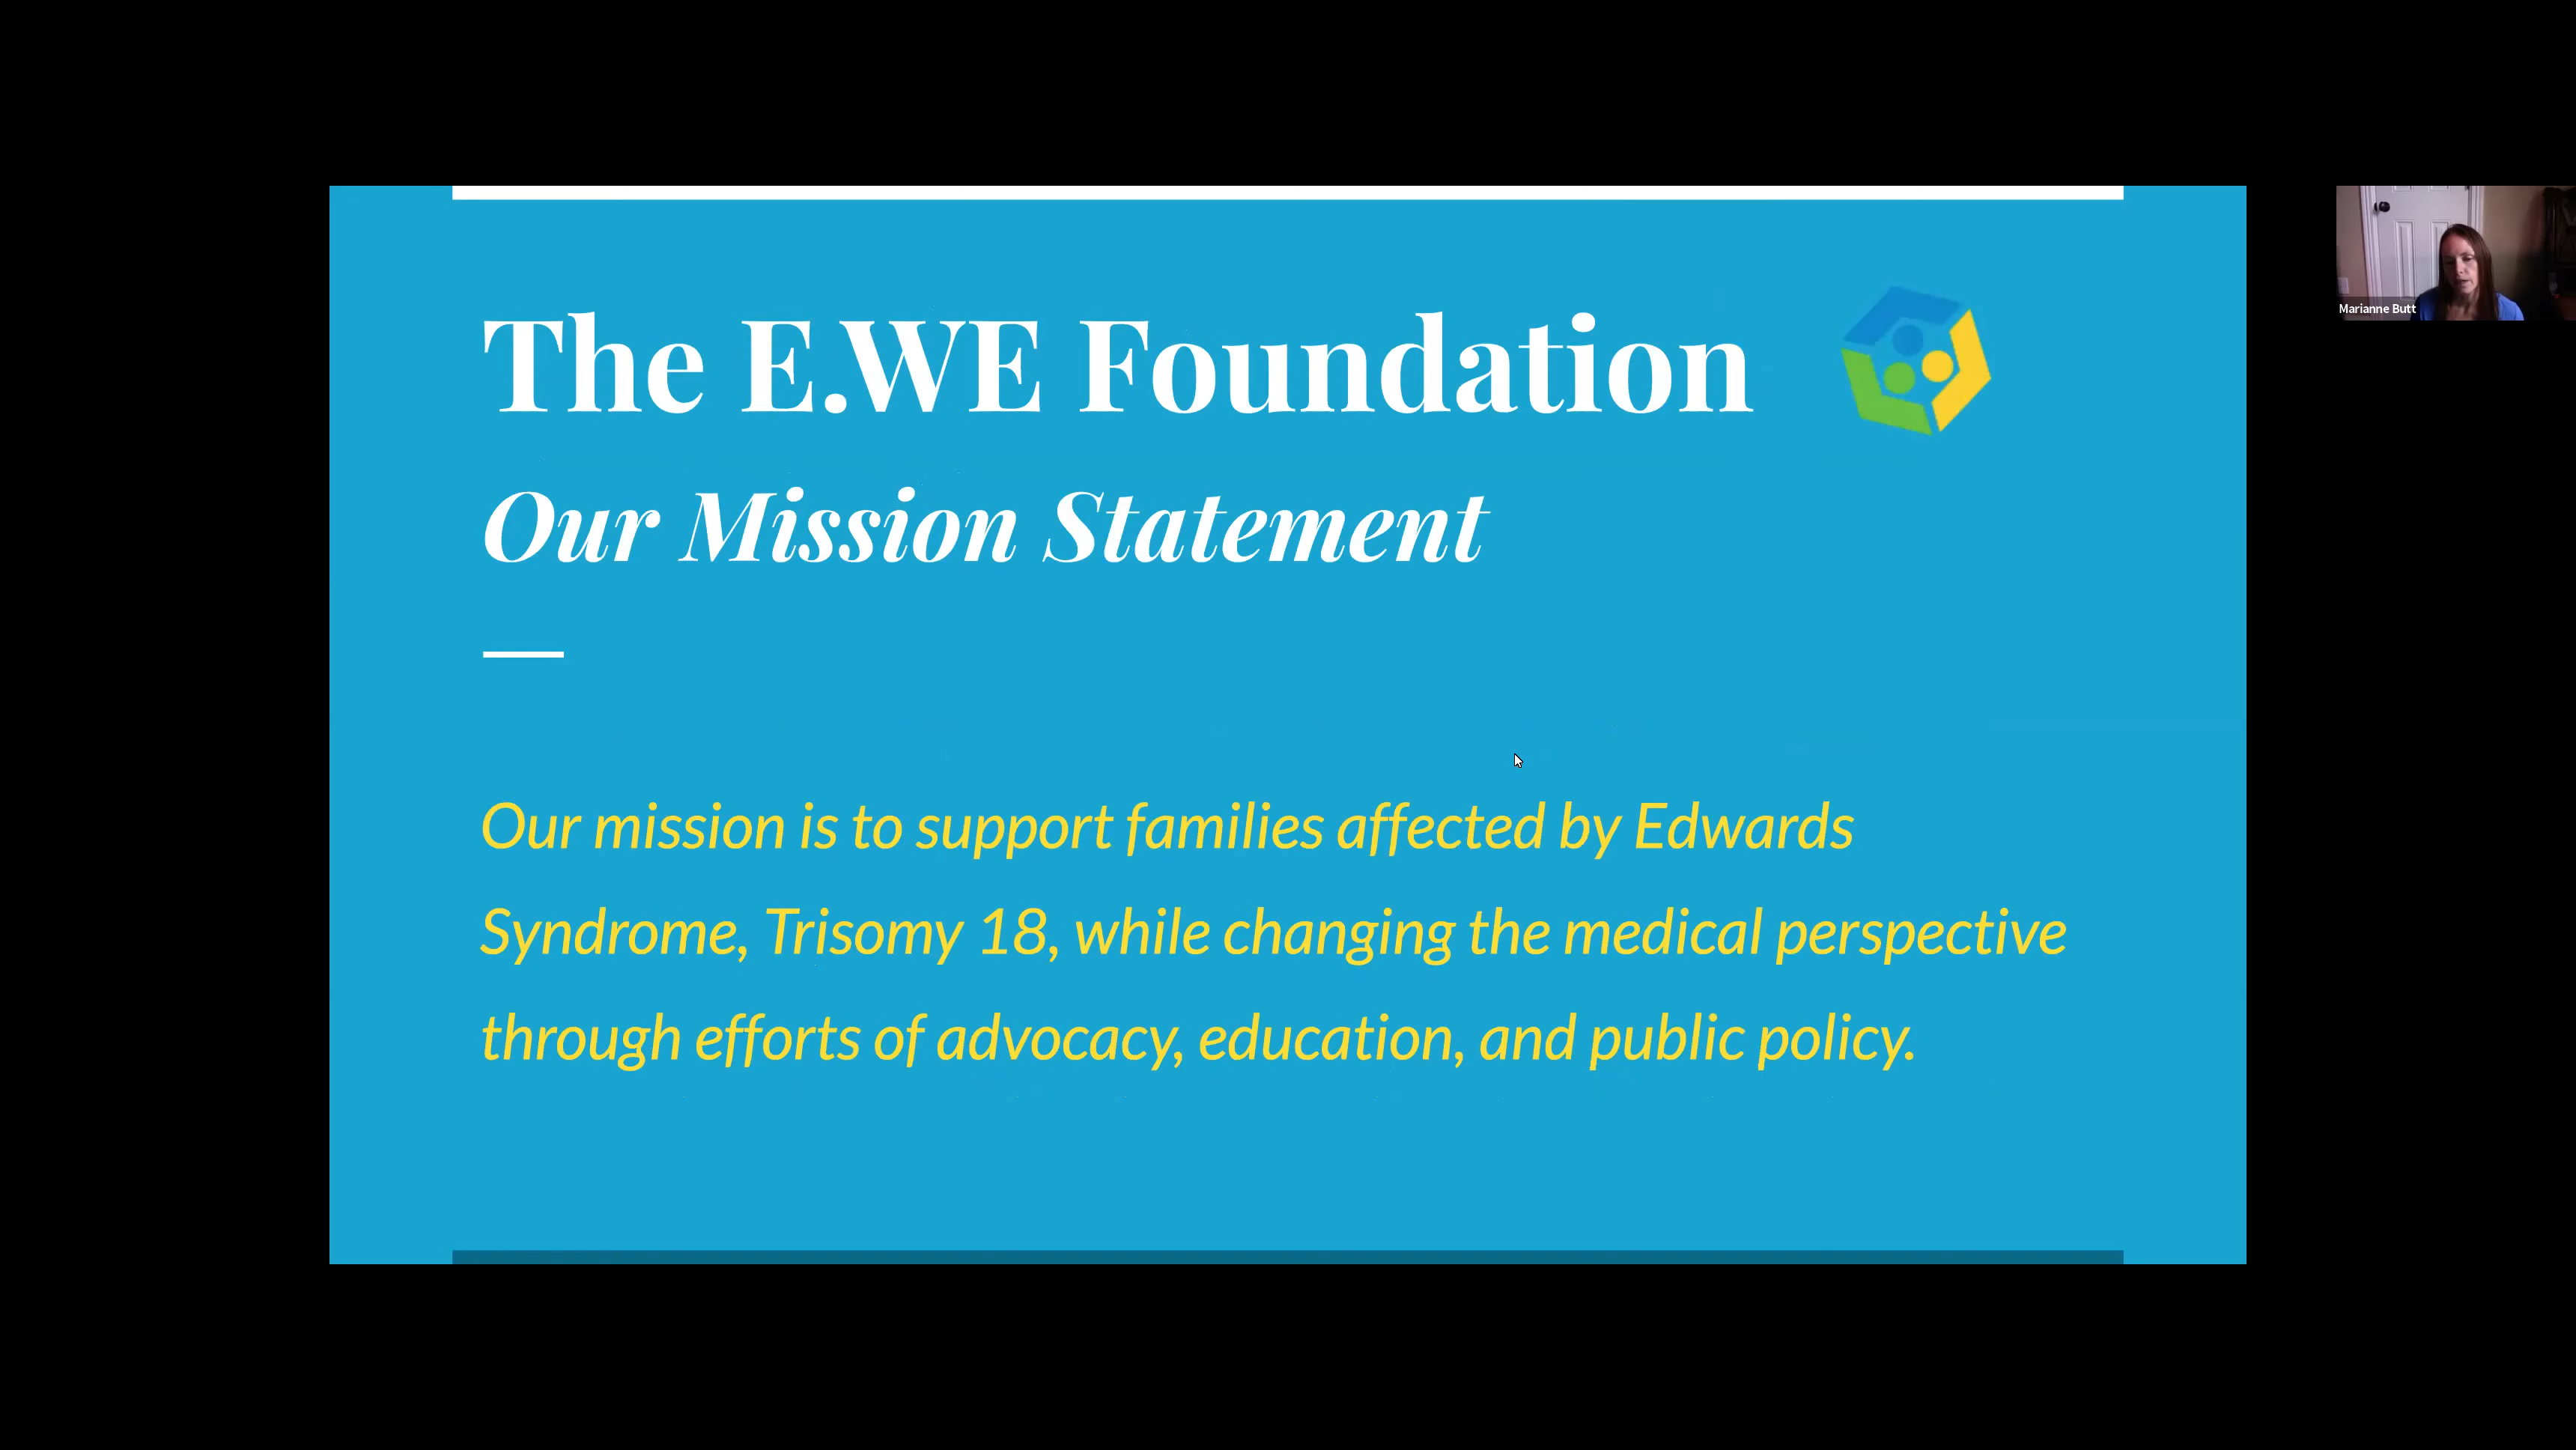 The E.WE Foundation
Our Mission Statement
Our mission is to support families affected by Edwards
Syndrome, Trisomy 18, while changing the medical perspective
through efforts of advocacy, education, and public policy.
Marianne Butt